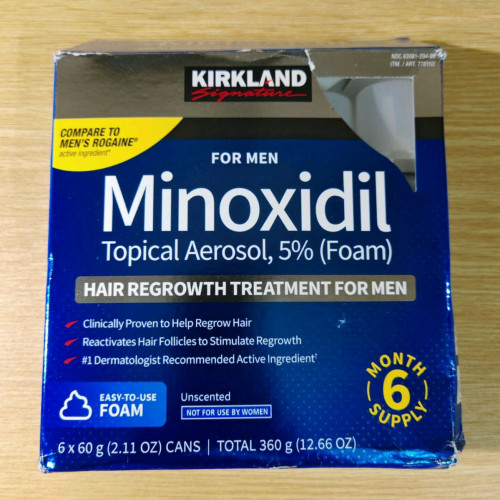 ITM. / ART. 778102
KIRKLAND
Signature
COMPARE TO
MEN'S ROGAINE®
active ingredient*
FOR MEN
Minoxidil
Topical Aerosol, 5% (Foam)
HAIR REGROWTH TREATMENT FOR MEN
Clinically Proven to Help Regrow Hair
Reactivates Hair Follicles to Stimulate Regrowth
#1 Dermatologist Recommended Active Ingredient†
MONTH
6
SUPPLY
EASY-TO-USE
FOAM
Unscented
NOT FOR USE BY WOMEN
6 x 60 g (2.11 OZ) CANS | TOTAL 360 g (12.66 OZ)